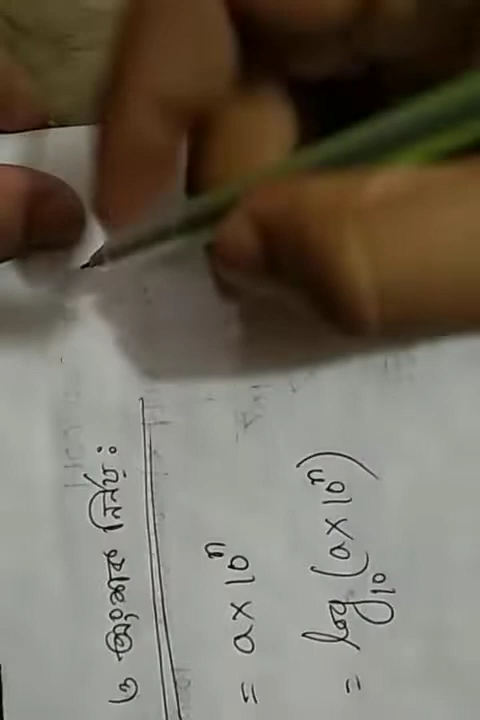 ও অংশক নির্ণয়:
= a × 10ⁿ
= log₁₀(a × 10ⁿ)